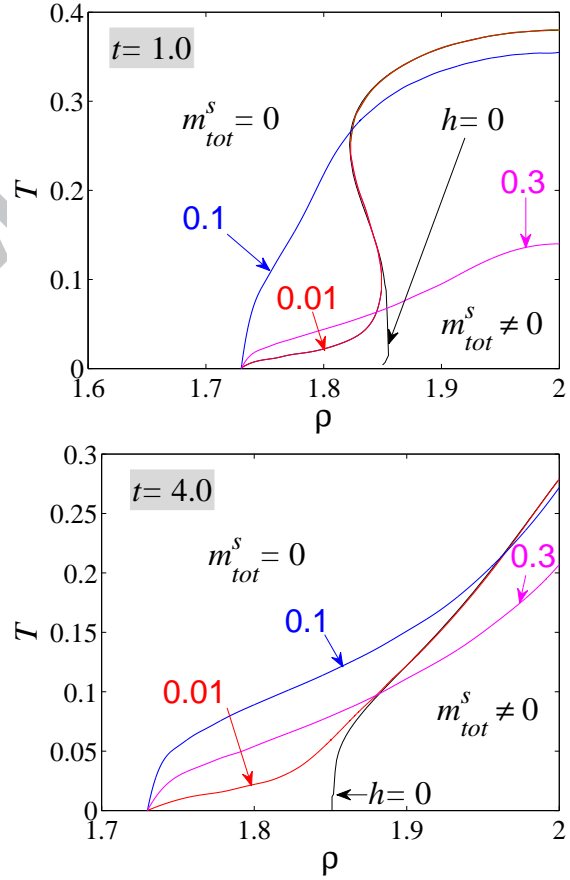 0.4
t= 1.0
m^s_tot = 0
h= 0
0.3
T
0.3
0.2
0.1
0.1
0.01
m^s_tot ≠ 0
0
1.6 1.7 1.8 1.9 2
ρ
0.3
t= 4.0
0.25
m^s_tot = 0
0.2
0.3
T
0.15
0.1
0.1
0.01
m^s_tot ≠ 0
0.05
h= 0
0
1.7 1.8 1.9 2
ρ